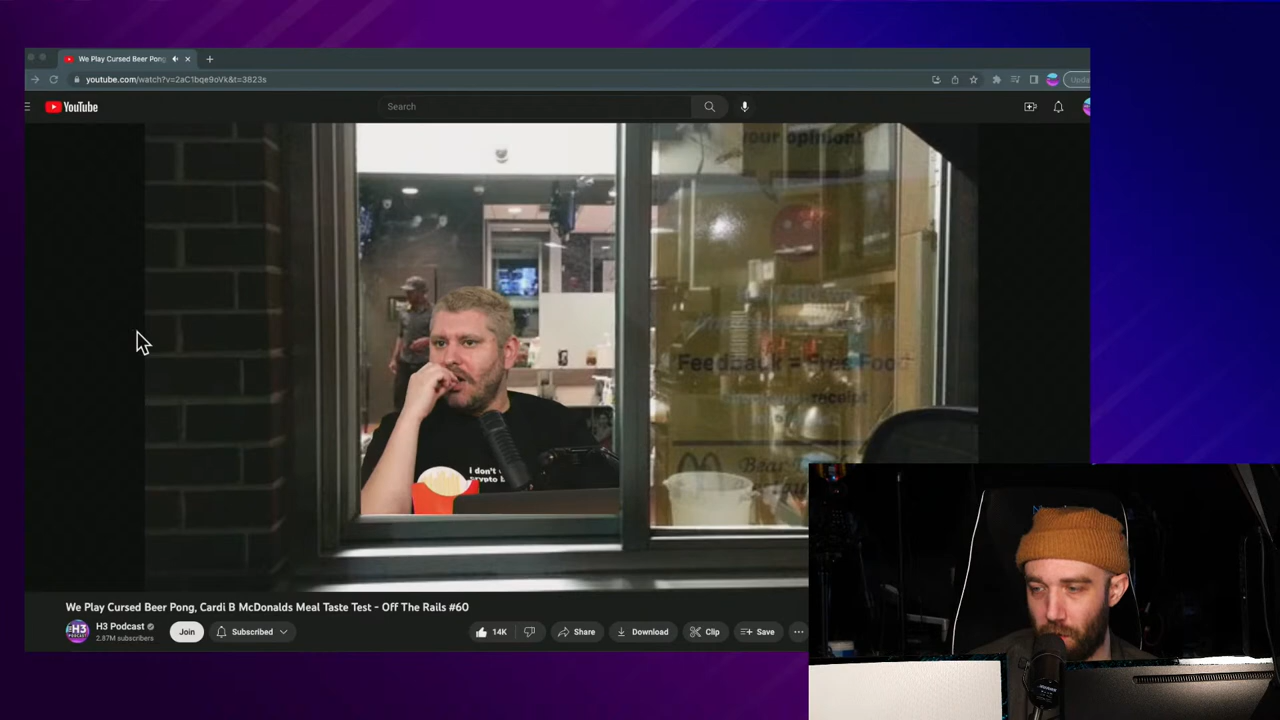 We Play Cursed Beer Pong,
youtube.com/watch?v=2aC1bqe9oVk&t=3823s
YouTube
Search
your opinion!
Feedback = Free Food
receipt
i don't
We Play Cursed Beer Pong, Cardi B McDonalds Meal Taste Test - Off The Rails #60
H3 Podcast
2.87M subscribers
Join
Subscribed
14K
Share
Download
Clip
Save